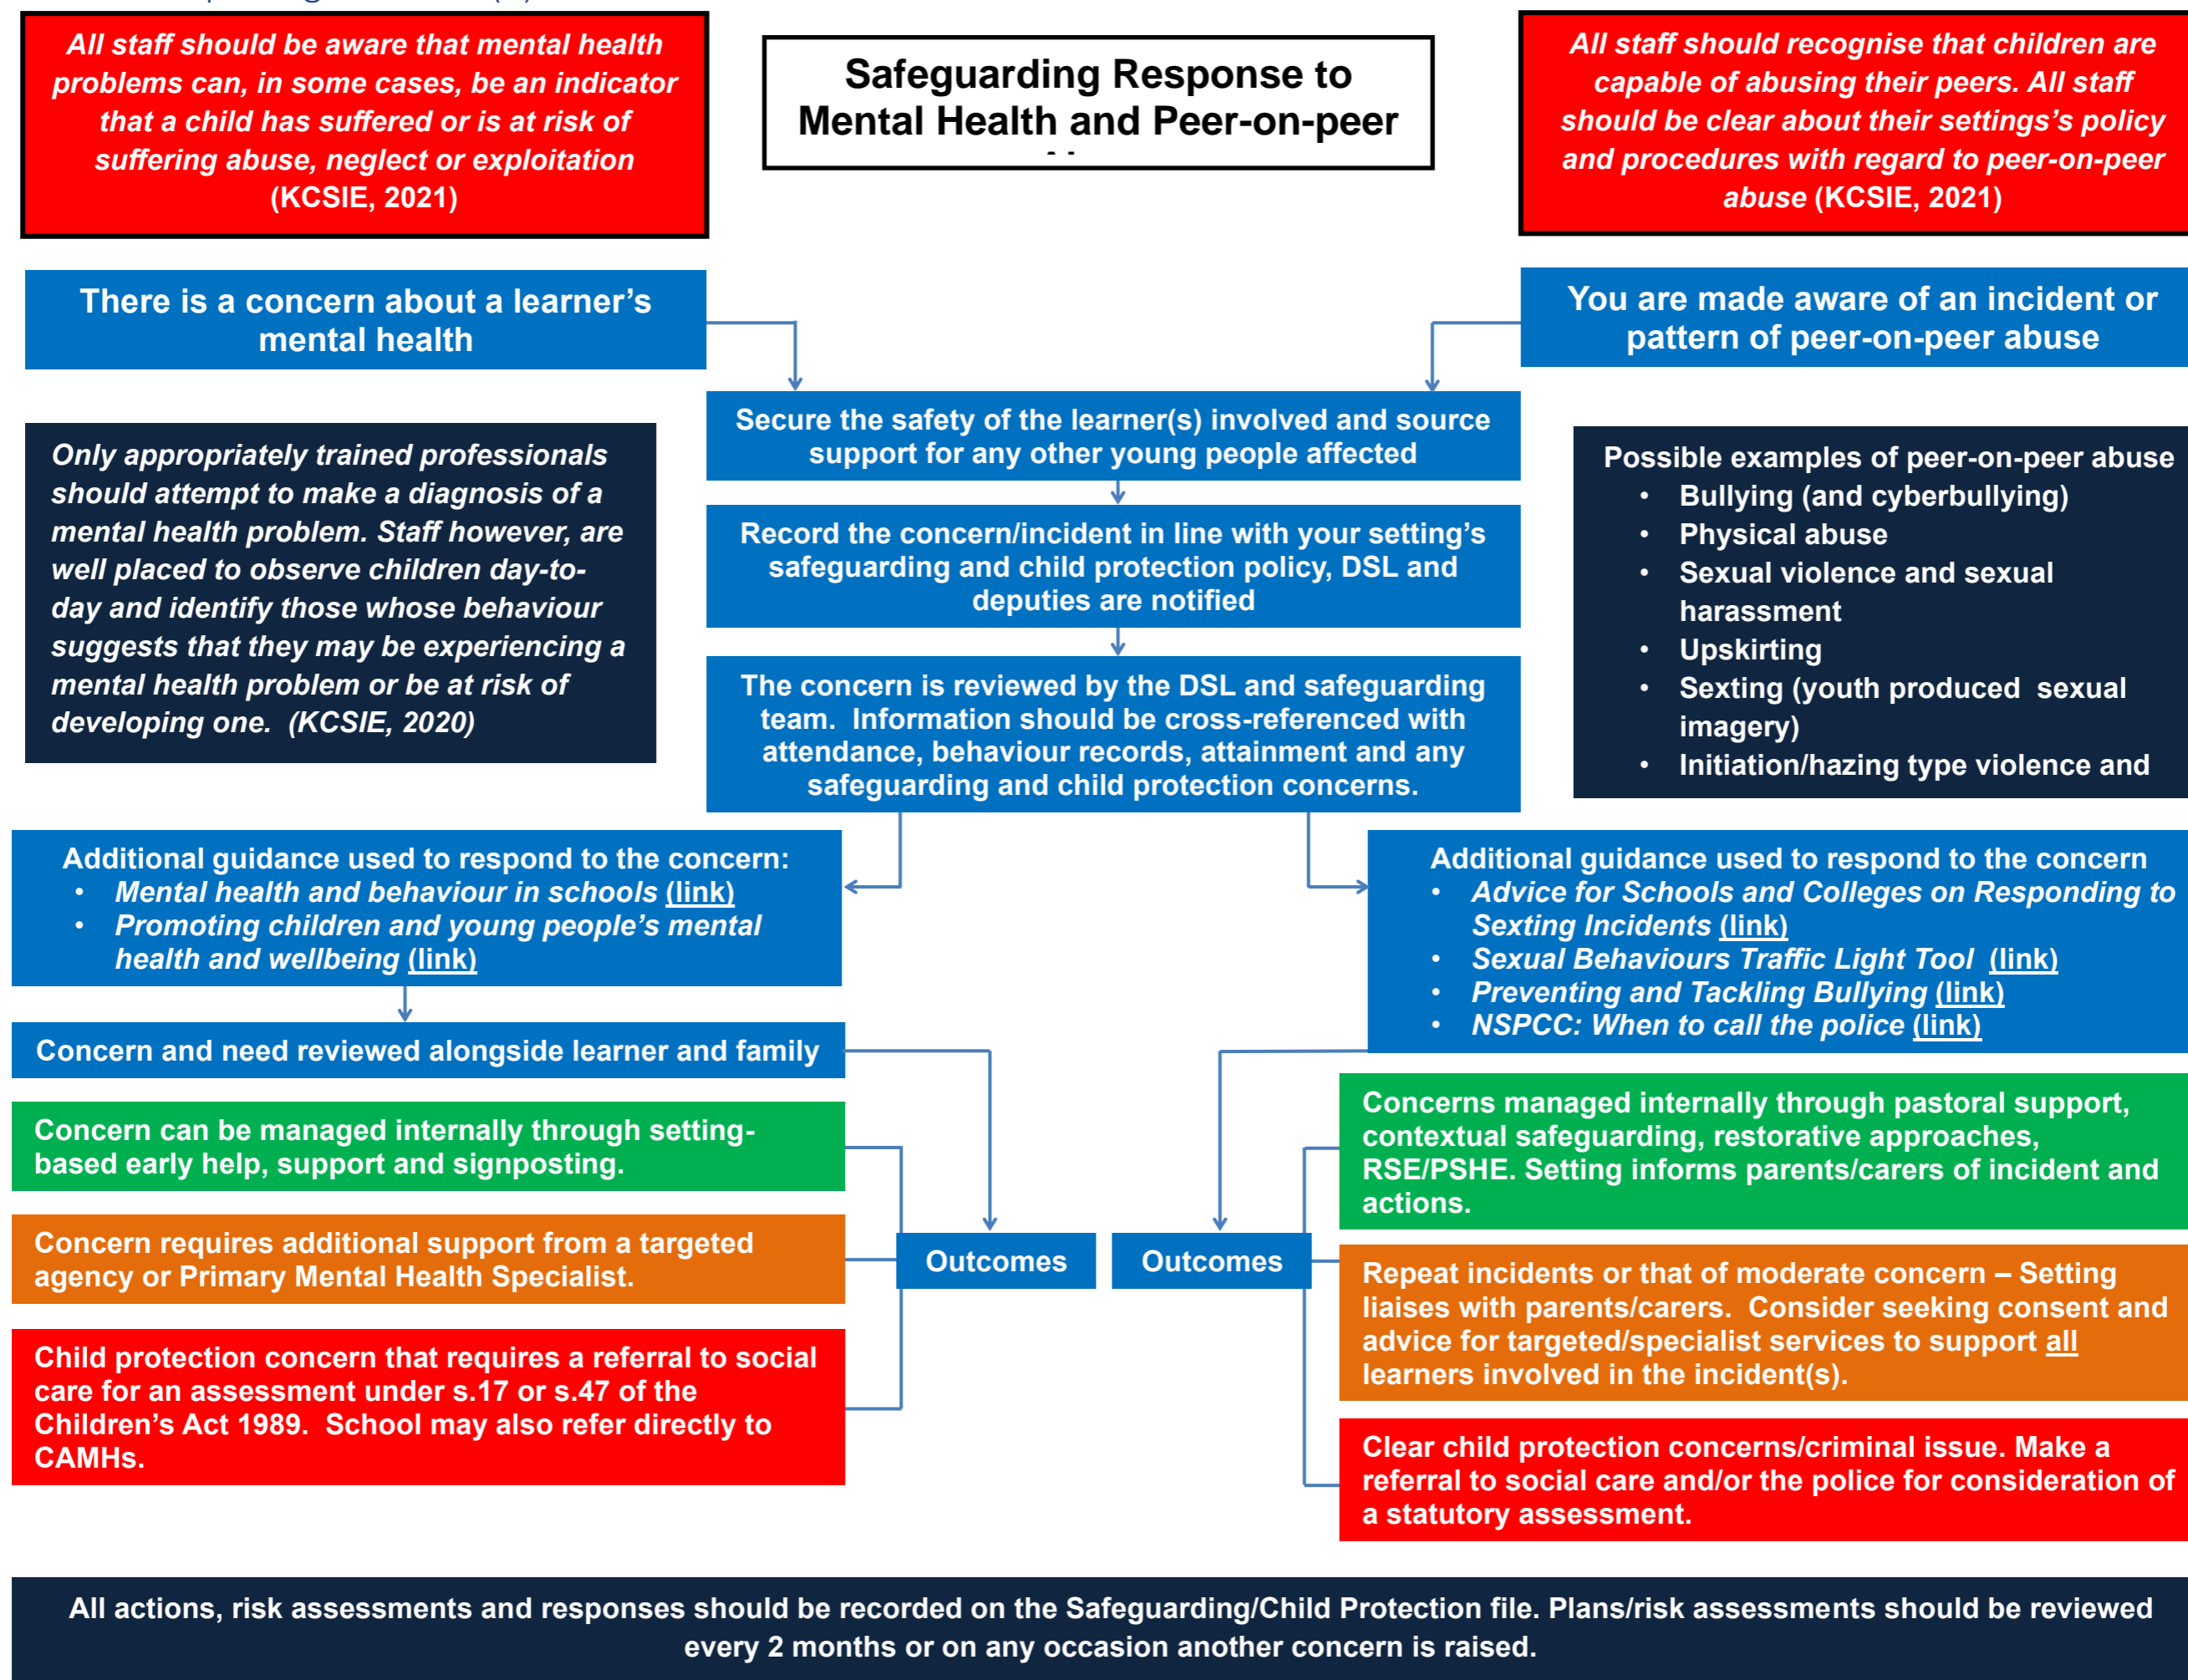 All staff should be aware that mental health
problems can, in some cases, be an indicator
that a child has suffered or is at risk of
suffering abuse, neglect or exploitation
(KCSIE, 2021)
Safeguarding Response to
Mental Health and Peer-on-peer
All staff should recognise that children are
capable of abusing their peers. All staff
should be clear about their settings's policy
and procedures with regard to peer-on-peer
abuse (KCSIE, 2021)
There is a concern about a learner’s
mental health
You are made aware of an incident or
pattern of peer-on-peer abuse
Secure the safety of the learner(s) involved and source
support for any other young people affected
Only appropriately trained professionals
should attempt to make a diagnosis of a
mental health problem. Staff however, are
well placed to observe children day-to-
day and identify those whose behaviour
suggests that they may be experiencing a
mental health problem or be at risk of
developing one.  (KCSIE, 2020)
Record the concern/incident in line with your setting’s
safeguarding and child protection policy, DSL and
deputies are notified
The concern is reviewed by the DSL and safeguarding
team.  Information should be cross-referenced with
attendance, behaviour records, attainment and any
safeguarding and child protection concerns.
Possible examples of peer-on-peer abuse
• Bullying (and cyberbullying)
• Physical abuse
• Sexual violence and sexual
harassment
• Upskirting
• Sexting (youth produced  sexual
imagery)
• Initiation/hazing type violence and
Additional guidance used to respond to the concern:
• Mental health and behaviour in schools (link)
• Promoting children and young people’s mental
health and wellbeing (link)
Additional guidance used to respond to the concern
• Advice for Schools and Colleges on Responding to
Sexting Incidents (link)
• Sexual Behaviours Traffic Light Tool  (link)
• Preventing and Tackling Bullying (link)
• NSPCC: When to call the police (link)
Concern and need reviewed alongside learner and family
Concern can be managed internally through setting-
based early help, support and signposting.
Concern requires additional support from a targeted
agency or Primary Mental Health Specialist.
Child protection concern that requires a referral to social
care for an assessment under s.17 or s.47 of the
Children’s Act 1989.  School may also refer directly to
CAMHs.
Outcomes
Outcomes
Concerns managed internally through pastoral support,
contextual safeguarding, restorative approaches,
RSE/PSHE. Setting informs parents/carers of incident and
actions.
Repeat incidents or that of moderate concern – Setting
liaises with parents/carers.  Consider seeking consent and
advice for targeted/specialist services to support all
learners involved in the incident(s).
Clear child protection concerns/criminal issue. Make a
referral to social care and/or the police for consideration of
a statutory assessment.
All actions, risk assessments and responses should be recorded on the Safeguarding/Child Protection file. Plans/risk assessments should be reviewed
every 2 months or on any occasion another concern is raised.